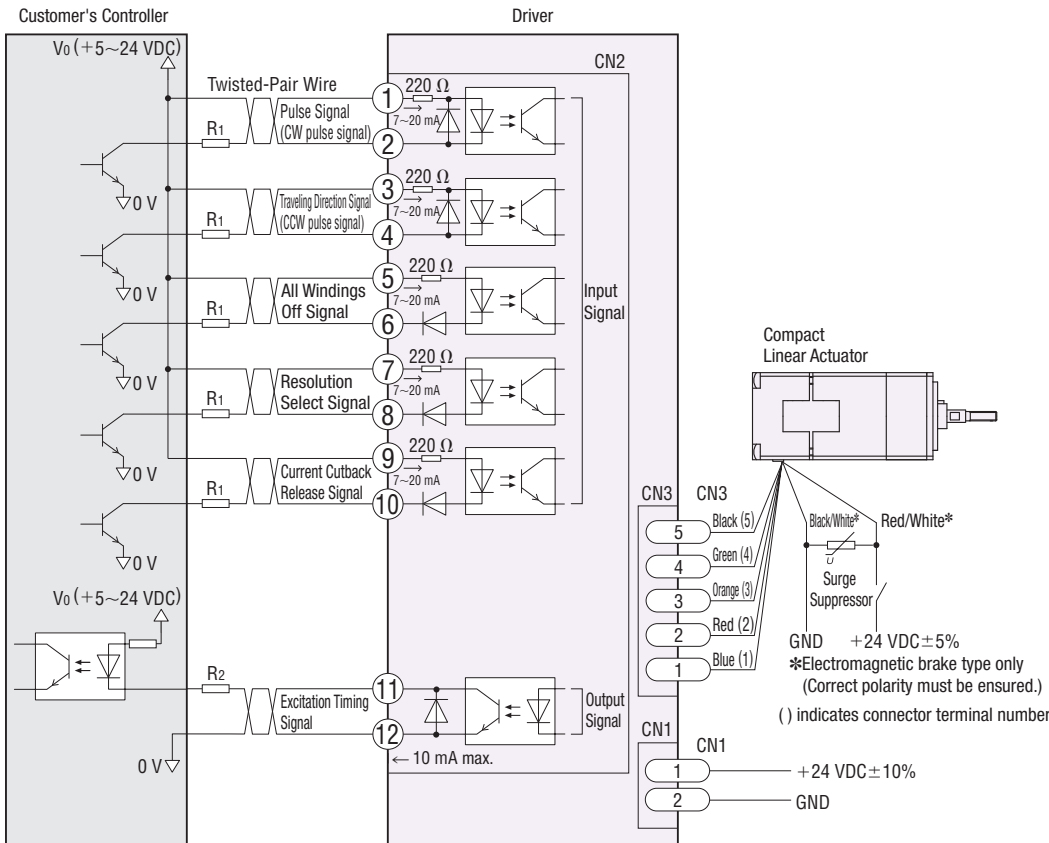 Customer's Controller
Driver
V0 (+5~24 VDC)
CN2
Twisted-Pair Wire
1
220 Ω
7~20 mA
R1
Pulse Signal
(CW pulse signal)
2
0 V
3
220 Ω
7~20 mA
R1
Traveling Direction Signal
(CCW pulse signal)
4
0 V
5
220 Ω
7~20 mA
R1
All Windings
Off Signal
6
0 V
Input
Signal
7
220 Ω
7~20 mA
R1
Resolution
Select Signal
8
0 V
9
220 Ω
7~20 mA
R1
Current Cutback
Release Signal
10
0 V
Compact
Linear Actuator
CN3
CN3
5
Black (5)
4
Green (4)
3
Orange (3)
2
Red (2)
1
Blue (1)
Black/White*
Red/White*
U
Surge
Suppressor
GND
+24 VDC±5%
*Electromagnetic brake type only
(Correct polarity must be ensured.)
( ) indicates connector terminal number
V0 (+5~24 VDC)
R2
Excitation Timing
Signal
11
12
0 V
← 10 mA max.
Output
Signal
CN1
CN1
1
+24 VDC±10%
2
GND